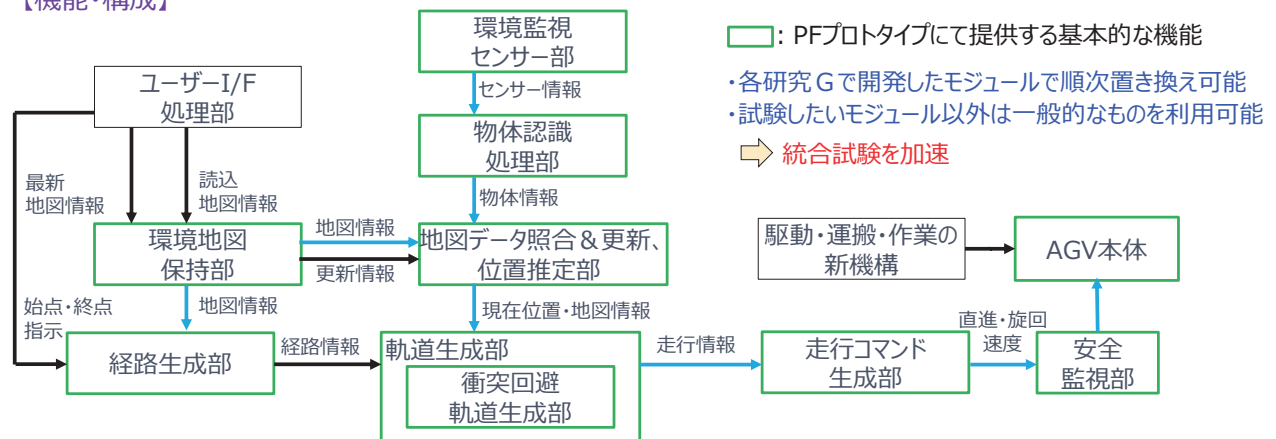 【機能・構成】
環境監視
センサー部
: PFプロトタイプにて提供する基本的な機能
ユーザーI/F
処理部
センサー情報
・各研究Gで開発したモジュールで順次置き換え可能
・試験したいモジュール以外は一般的なものを利用可能
物体認識
処理部
統合試験を加速
最新
地図情報
読込
地図情報
物体情報
環境地図
保持部
地図情報
更新情報
地図データ照合&更新、
位置推定部
駆動・運搬・作業の
新機構
AGV本体
始点・終点
指示
地図情報
現在位置・地図情報
直進・旋回
速度
経路生成部
経路情報
軌道生成部
衝突回避
軌道生成部
走行情報
走行コマンド
生成部
安全
監視部